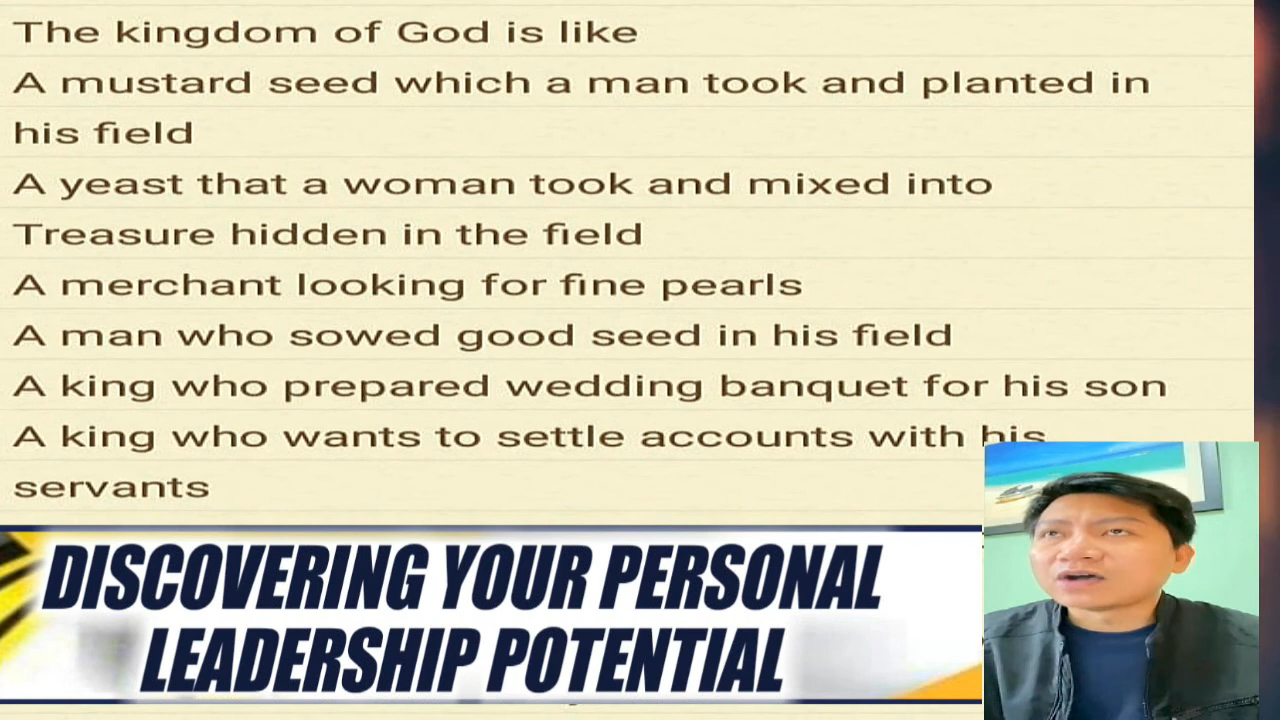 The kingdom of God is like
A mustard seed which a man took and planted in
his field
A yeast that a woman took and mixed into
Treasure hidden in the field
A merchant looking for fine pearls
A man who sowed good seed in his field
A king who prepared wedding banquet for his son
A king who wants to settle accounts with his
servants
DISCOVERING YOUR PERSONAL
LEADERSHIP POTENTIAL